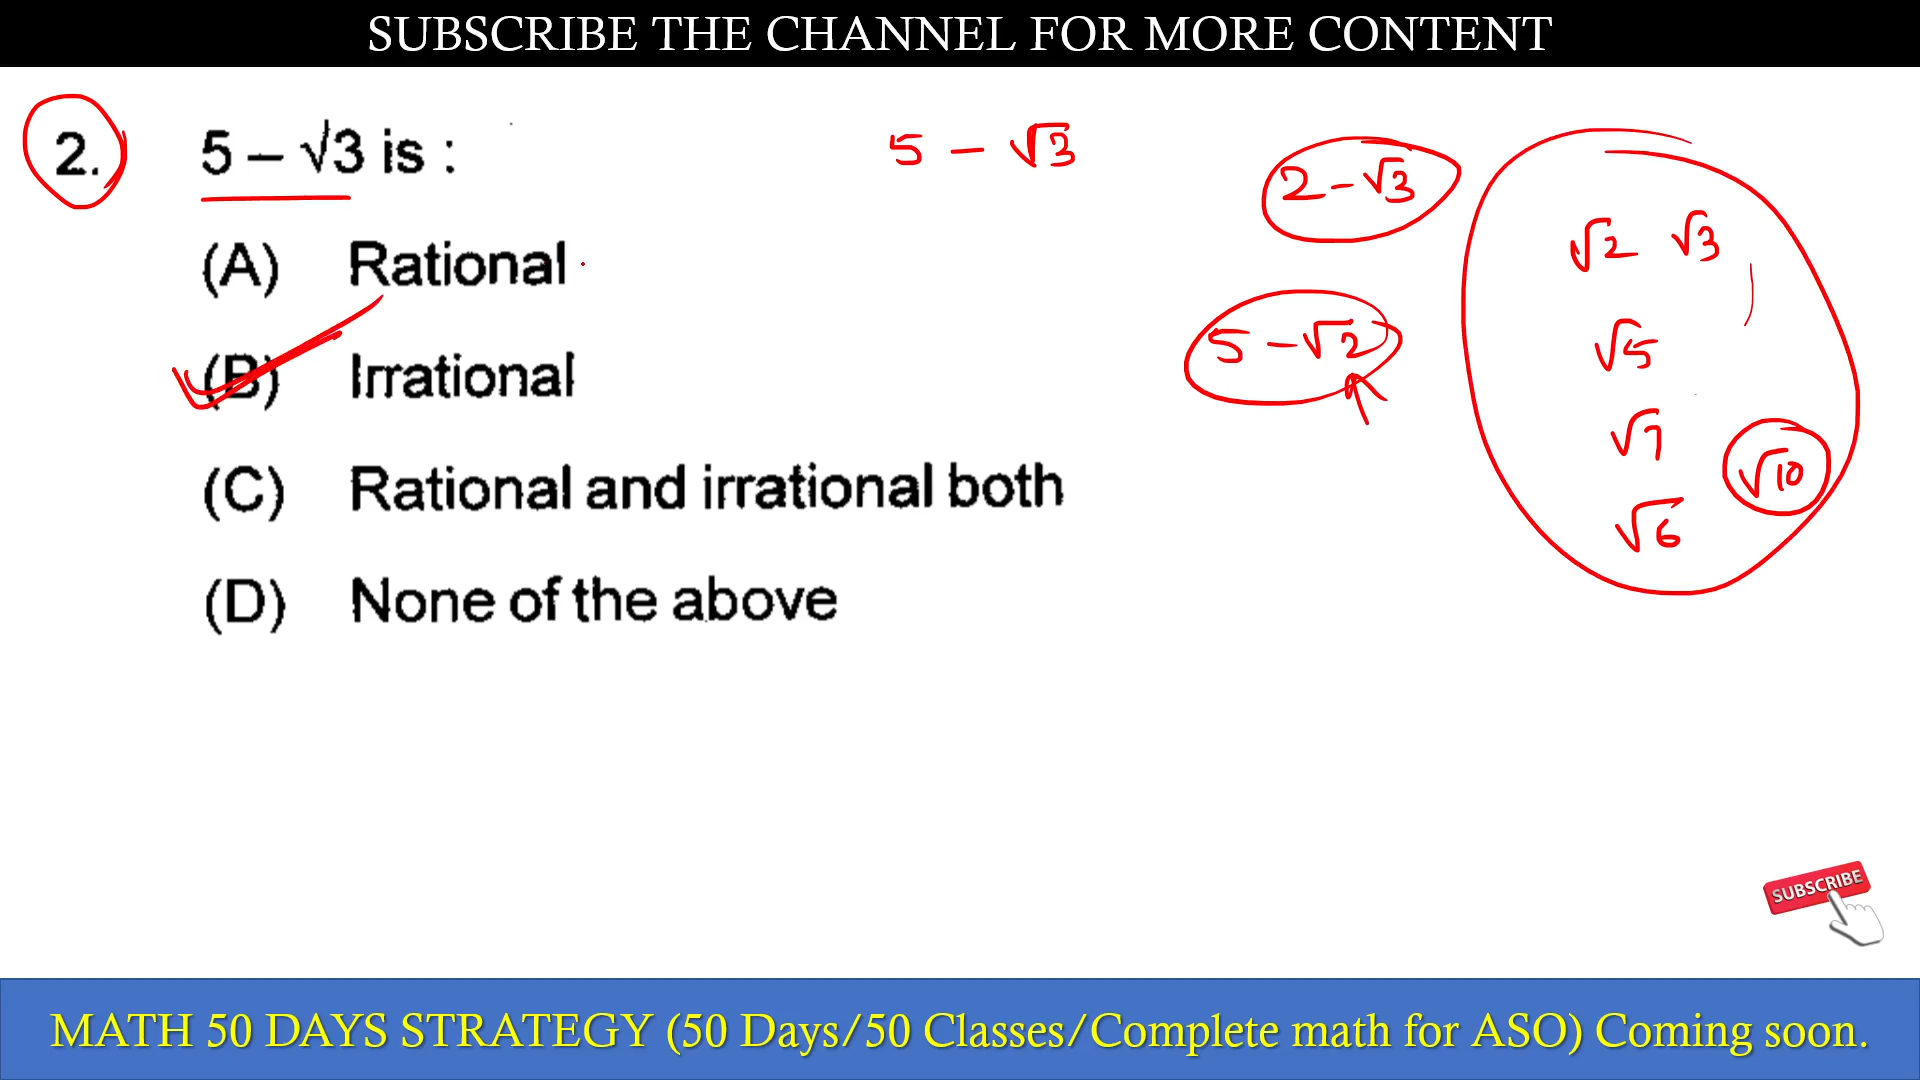 SUBSCRIBE THE CHANNEL FOR MORE CONTENT
2. 5 – √3 is :
5 - √3
2 - √3
(A) Rational
(B) Irrational
5 - √2
(C) Rational and irrational both
(D) None of the above
√2 √3
√5
√7
√10
√6
SUBSCRIBE
MATH 50 DAYS STRATEGY (50 Days/50 Classes/Complete math for ASO) Coming soon.